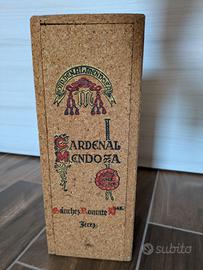 CARDENAL
MENDOZA
Sánchez Romate Hnos.
Jerez
subito